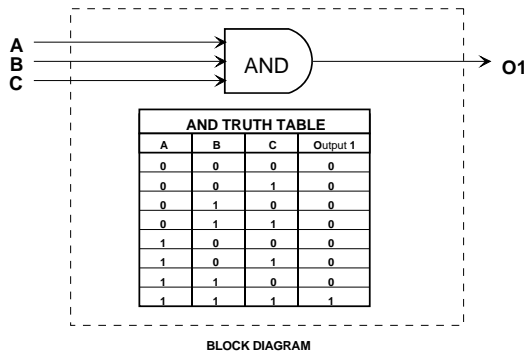 A
B
C
AND
O1
AND TRUTH TABLE
A B C Output 1
0 0 0 0
0 0 1 0
0 1 0 0
0 1 1 0
1 0 0 0
1 0 1 0
1 1 0 0
1 1 1 1
BLOCK DIAGRAM